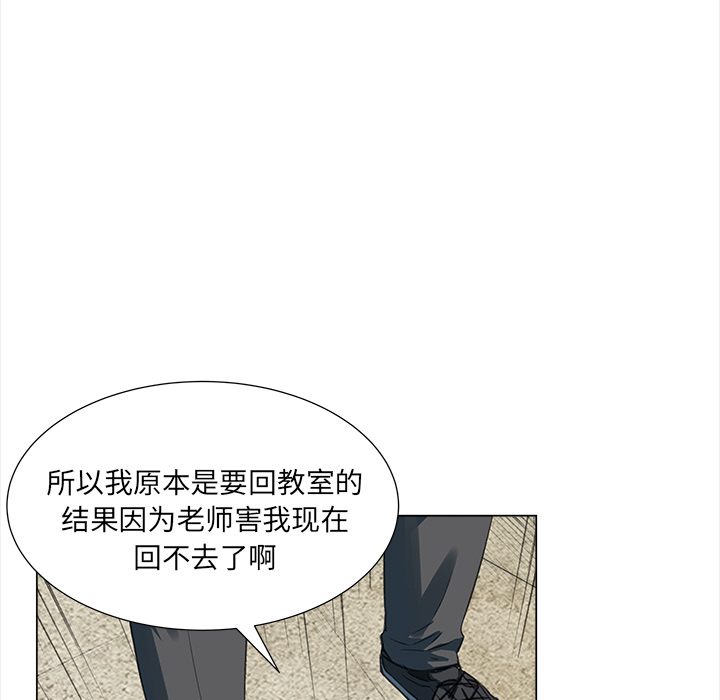 所以我原本是要回教室的
结果因为老师害我现在
回不去了啊